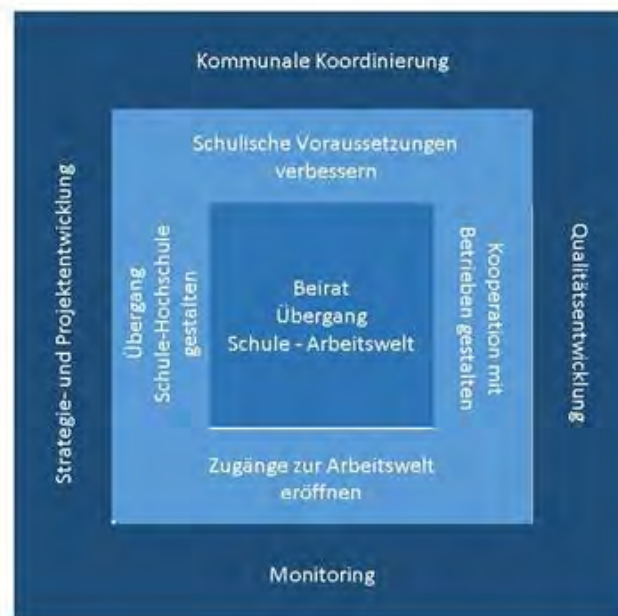 Kommunale Koordinierung
Schulische Voraussetzungen
verbessern
Strategie- und Projektentwicklung
Übergang
Schule-Hochschule
gestalten
Beirat
Übergang
Schule - Arbeitswelt
Kooperation mit
Betrieben gestalten
Qualitätsentwicklung
Zugänge zur Arbeitswelt
eröffnen
Monitoring